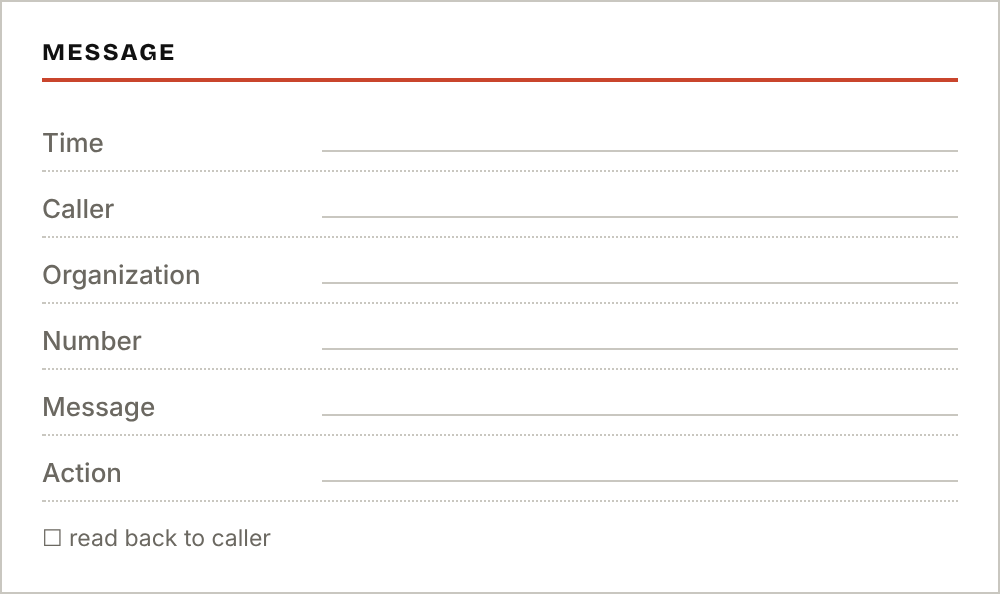 MESSAGE
Time
Caller
Organization
Number
Message
Action
☐ read back to caller